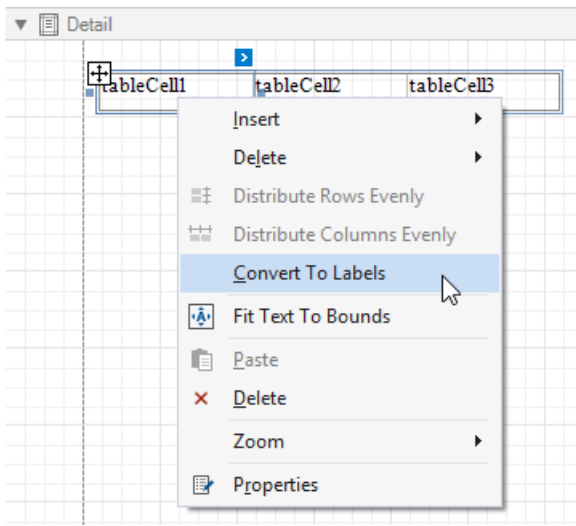 Detail
tableCell1 tableCell2 tableCell3
Insert
Delete
Distribute Rows Evenly
Distribute Columns Evenly
Convert To Labels
Fit Text To Bounds
Paste
Delete
Zoom
Properties